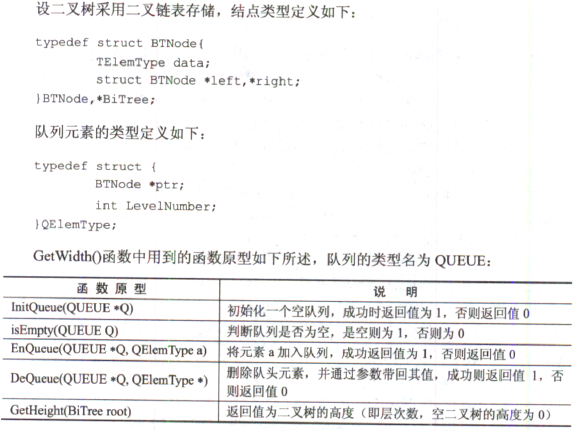 设二叉树采用二叉链表存储，结点类型定义如下：
typedef struct BTNode{
TElemType data;
struct BTNode *left,*right;
}BTNode,*BiTree;
队列元素的类型定义如下：
typedef struct {
BTNode *ptr;
int LevelNumber;
}QElemType;
GetWidth()函数中用到的函数原型如下所述，队列的类型名为 QUEUE：
函 数 原 型 说 明
InitQueue(QUEUE *Q) 初始化一个空队列，成功时返回值为 1，否则返回值 0
isEmpty(QUEUE Q) 判断队列是否为空，是空则为 1，否则为 0
EnQueue(QUEUE *Q, QElemType a) 将元素 a 加入队列，成功返回值为 1，否则返回值 0
DeQueue(QUEUE *Q, QElemType *) 删除队头元素，并通过参数带回其值，成功则返回值 1，否
则返回值 0
GetHeight(BiTree root) 返回值为二叉树的高度（即层次数，空二叉树的高度为 0）